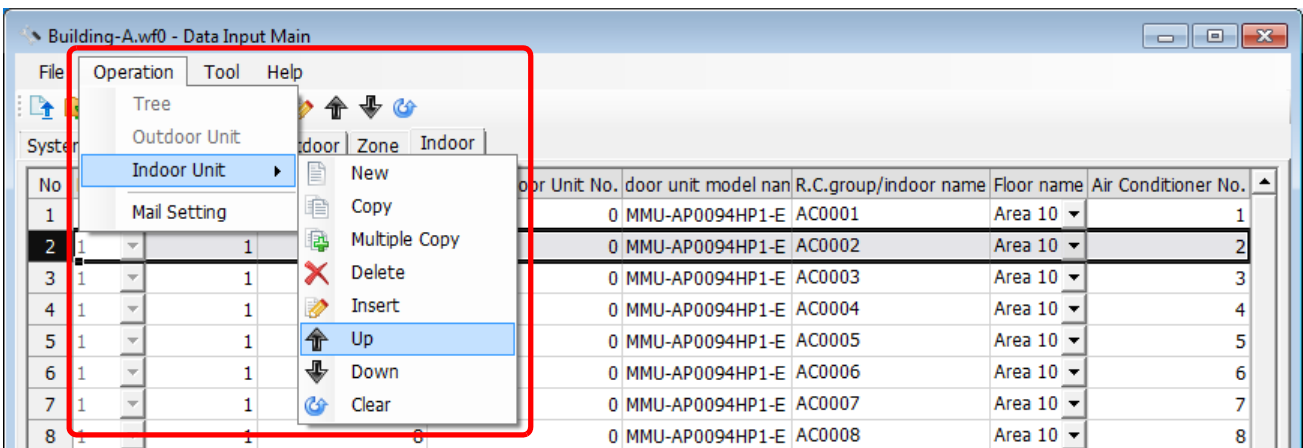 Building-A.wf0 - Data Input Main
File Operation Tool Help
Tree
Outdoor Unit
Indoor Unit
Mail Setting
New
Copy
Multiple Copy
Delete
Insert
Up
Down
Clear
Syster tdoor Zone Indoor
No oor Unit No. door unit model nan R.C.group/indoor name Floor name Air Conditioner No.
1 0 MMU-AP0094HP1-E AC0001 Area 10 1
2 1 1 0 MMU-AP0094HP1-E AC0002 Area 10 2
3 1 1 0 MMU-AP0094HP1-E AC0003 Area 10 3
4 1 1 0 MMU-AP0094HP1-E AC0004 Area 10 4
5 1 1 0 MMU-AP0094HP1-E AC0005 Area 10 5
6 1 1 0 MMU-AP0094HP1-E AC0006 Area 10 6
7 1 1 0 MMU-AP0094HP1-E AC0007 Area 10 7
8 1 1 8 0 MMU-AP0094HP1-E AC0008 Area 10 8